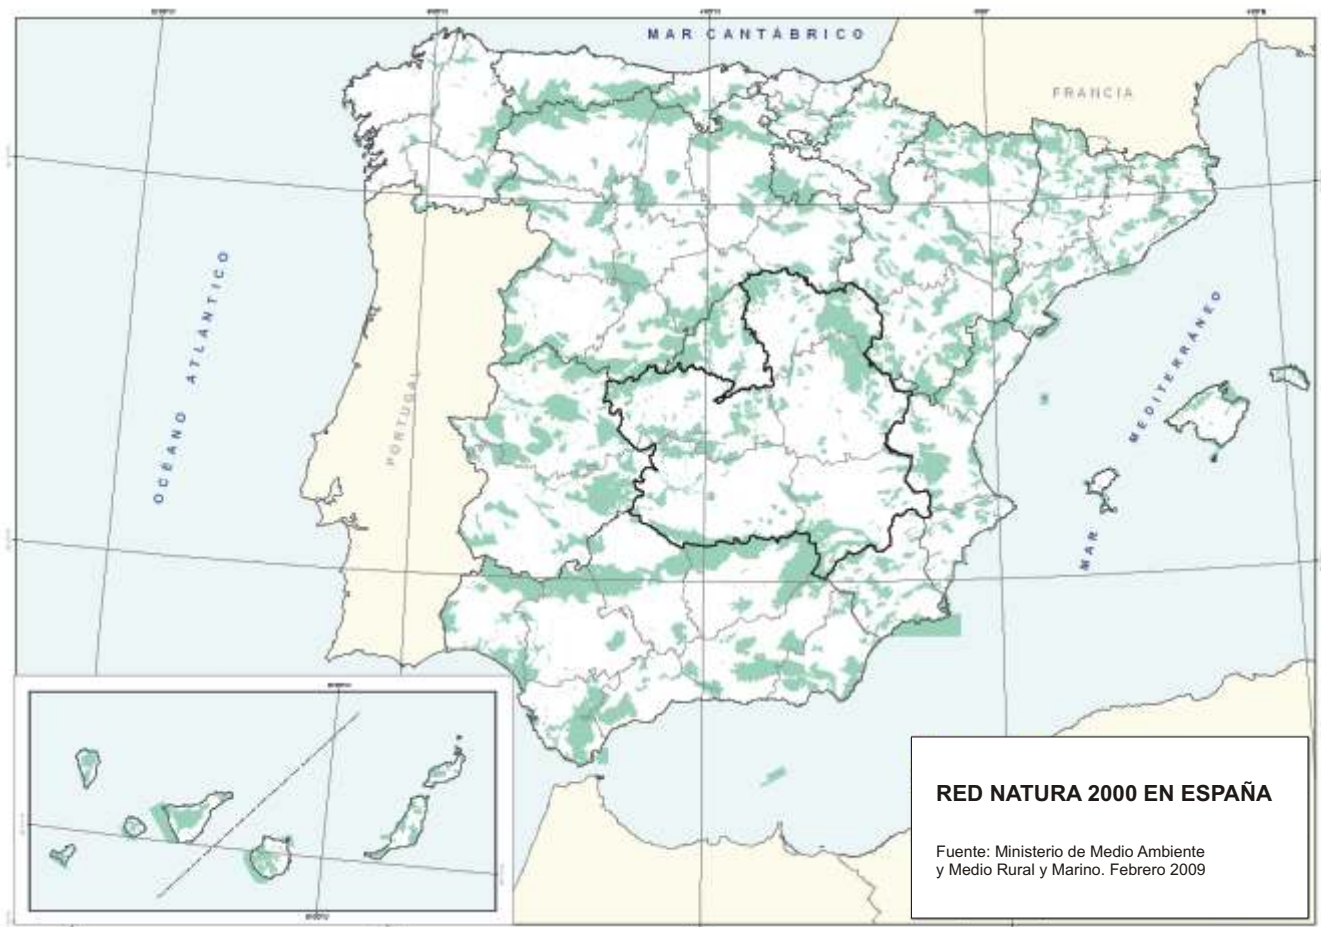 MAR CANTÁBRICO
FRANCIA
OCÉANO ATLÁNTICO
PORTUGAL
MAR MEDITERRÁNEO
RED NATURA 2000 EN ESPAÑA
Fuente: Ministerio de Medio Ambiente
y Medio Rural y Marino. Febrero 2009